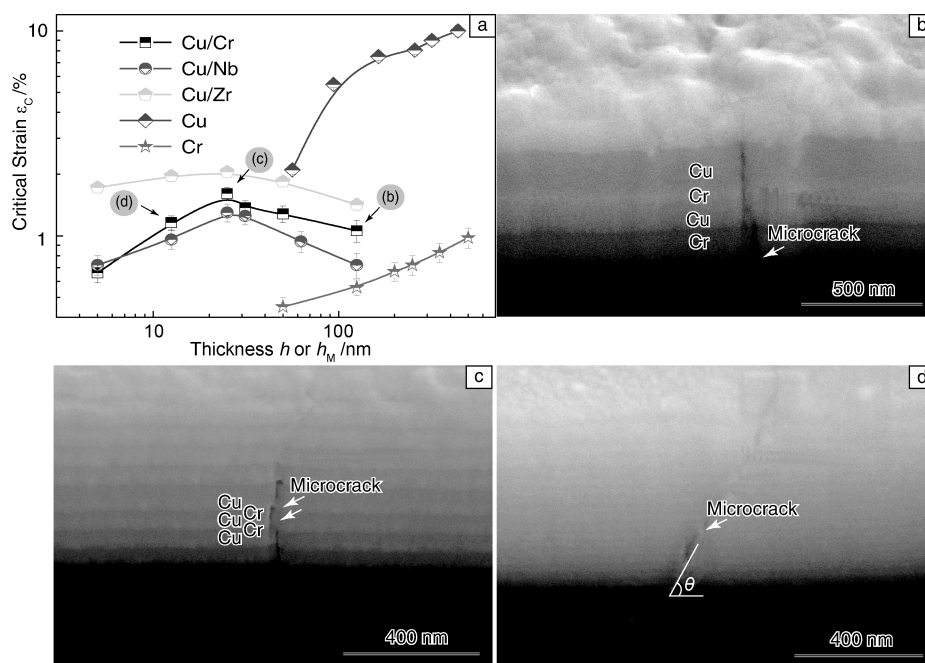 a
Critical Strain ε_C /%
10
1
Cu/Cr
Cu/Nb
Cu/Zr
Cu
Cr
(c)
(d)
(b)
10
100
Thickness h or h_M /nm
b
Cu
Cr
Cu
Cr
Microcrack
500 nm
c
Microcrack
Cu
Cr
Cu
Cr
Cu
400 nm
d
Microcrack
θ
400 nm